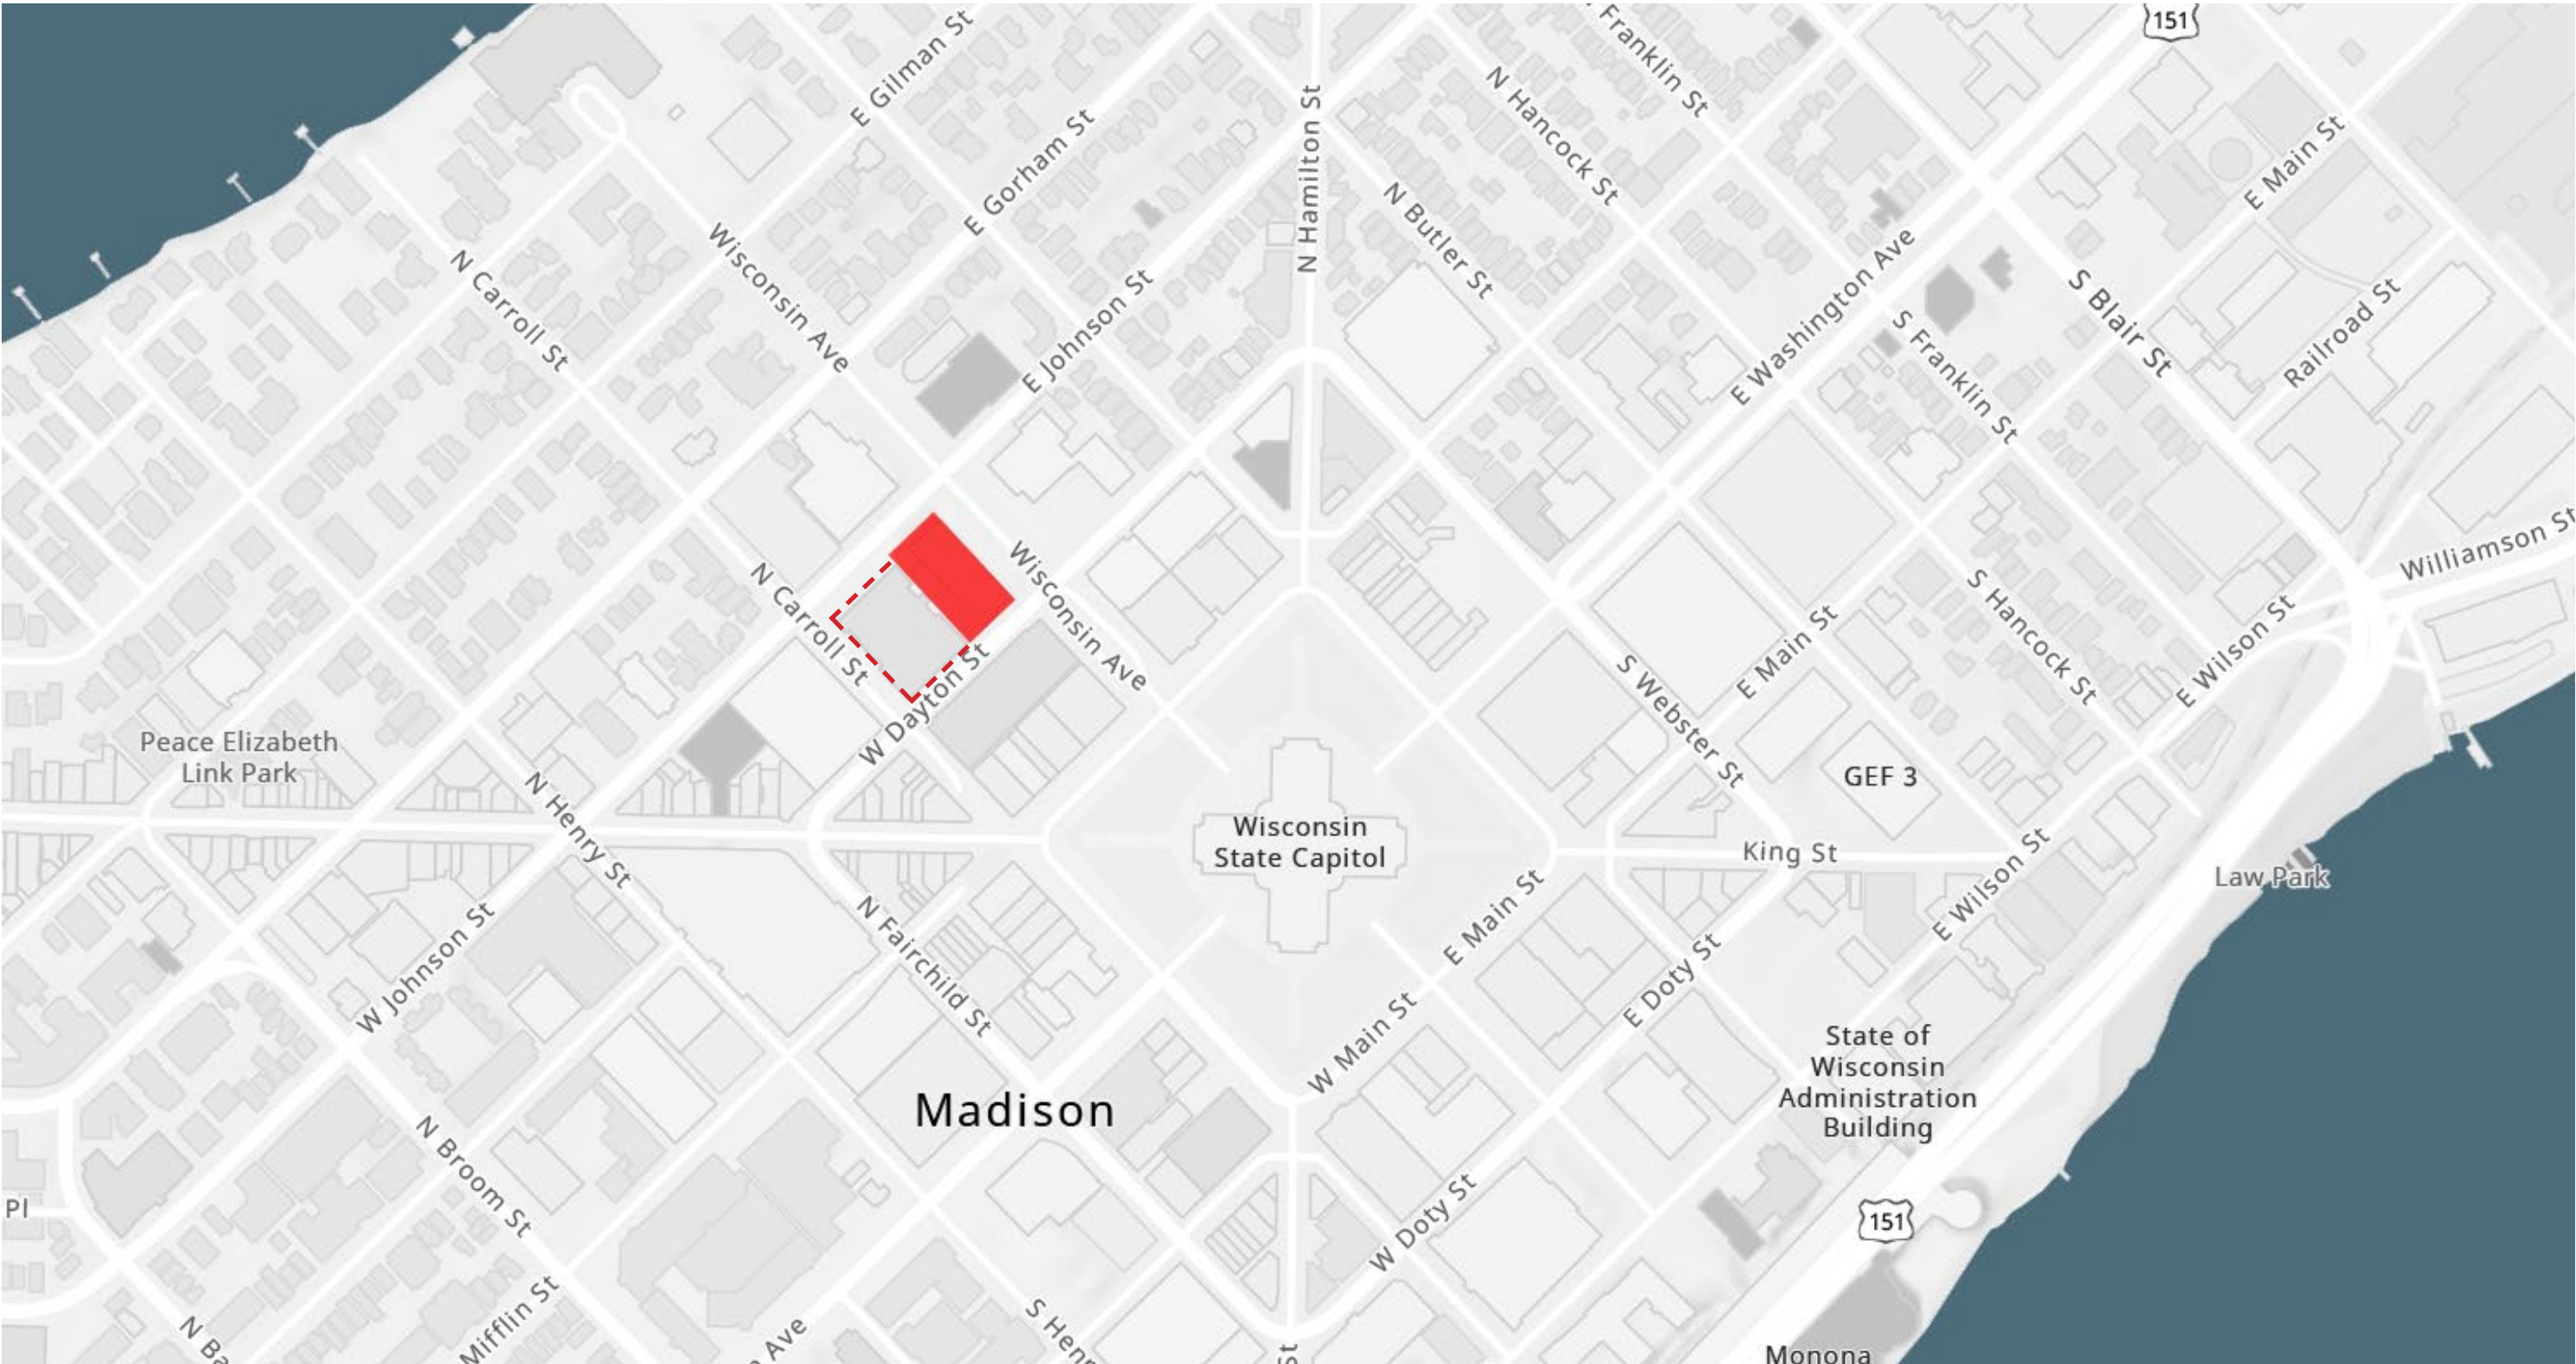 Franklin St
151
E Gilman St
N Hancock St
E Gorham St
N Hamilton St
E Main St
N Butler St
Wisconsin Ave
N Carroll St
E Johnson St
E Washington Ave
S Blair St
Railroad St
S Franklin St
Williamson St
Wisconsin Ave
N Carroll St
S Hancock St
E Wilson St
E Main St
S Webster St
W Dayton St
Peace Elizabeth
Link Park
N Henry St
GEF 3
Wisconsin
State Capitol
King St
Law Park
E Main St
E Wilson St
N Fairchild St
W Johnson St
E Doty St
W Main St
State of
Wisconsin
Administration
Building
Madison
N Broom St
Pl
W Doty St
151
Mifflin St
N Ba
Ave
S Henn
St
Monona